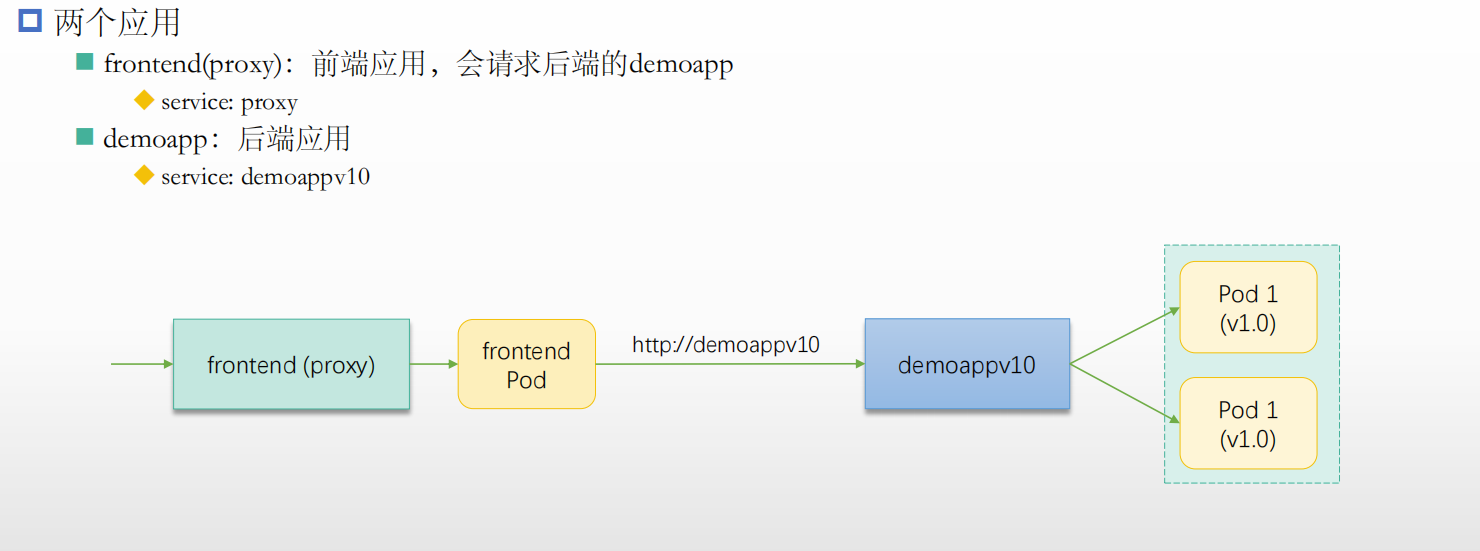 两个应用
frontend(proxy)：前端应用，会请求后端的demoapp
service: proxy
demoapp：后端应用
service: demoappv10
frontend (proxy)
frontend
Pod
http://demoappv10
demoappv10
Pod 1
(v1.0)
Pod 1
(v1.0)